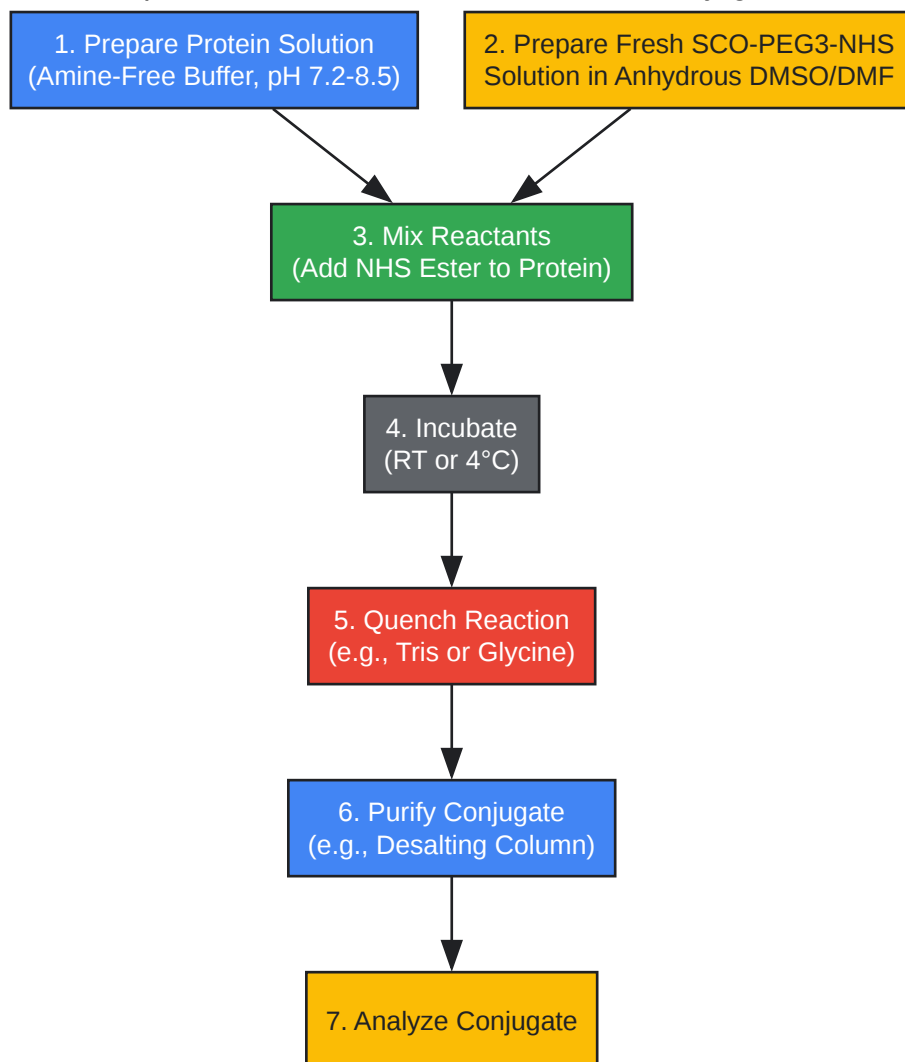 1. Prepare Protein Solution
(Amine-Free Buffer, pH 7.2-8.5)
2. Prepare Fresh SCO-PEG3-NHS
Solution in Anhydrous DMSO/DMF
3. Mix Reactants
(Add NHS Ester to Protein)
4. Incubate
(RT or 4°C)
5. Quench Reaction
(e.g., Tris or Glycine)
6. Purify Conjugate
(e.g., Desalting Column)
7. Analyze Conjugate